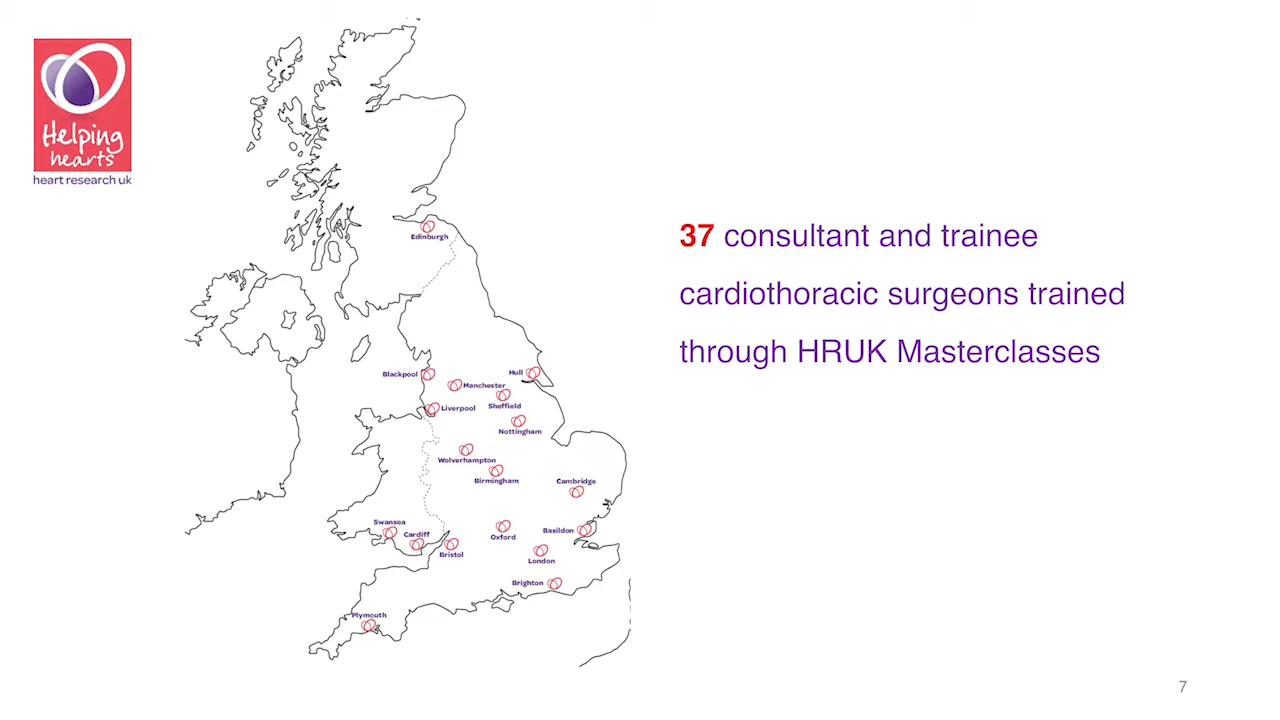 Helping
hearts
heart research uk
37 consultant and trainee
cardiothoracic surgeons trained
through HRUK Masterclasses
Edinburgh
Blackpool
Hull
Manchester
Liverpool
Sheffield
Nottingham
Wolverhampton
Birmingham
Cambridge
Swansea
Cardiff
Bristol
Oxford
Basildon
London
Brighton
Plymouth
7